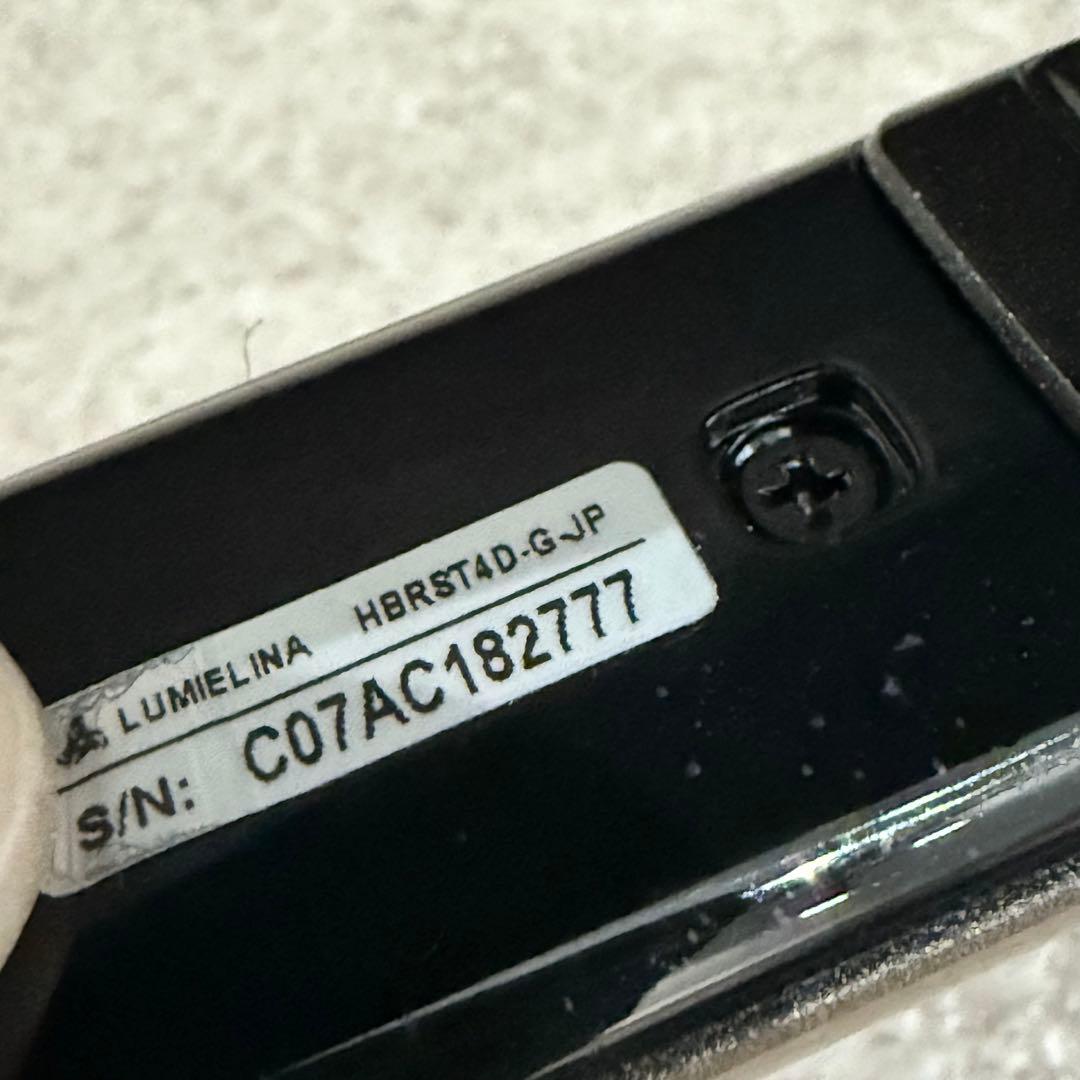 LUMIELINA HBRST4D-G-JP
S/N: C07AC182777